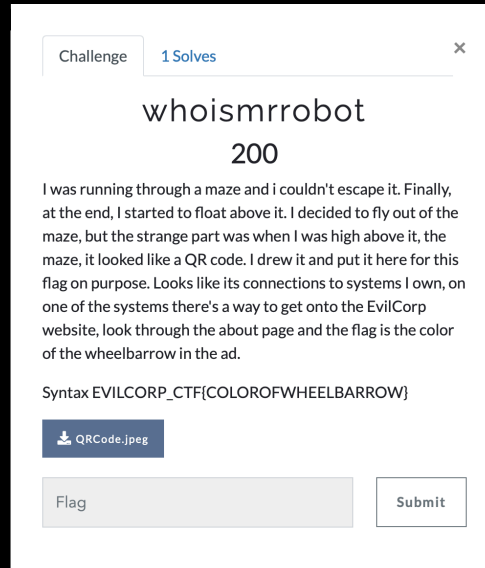 Challenge
1 Solves
×
whoismrrobot
200
I was running through a maze and i couldn't escape it. Finally,
at the end, I started to float above it. I decided to fly out of the
maze, but the strange part was when I was high above it, the
maze, it looked like a QR code. I drew it and put it here for this
flag on purpose. Looks like its connections to systems I own, on
one of the systems there's a way to get onto the EvilCorp
website, look through the about page and the flag is the color
of the wheelbarrow in the ad.
Syntax EVILCORP_CTF{COLOROFWHEELBARROW}
QRCode.jpeg
Flag
Submit